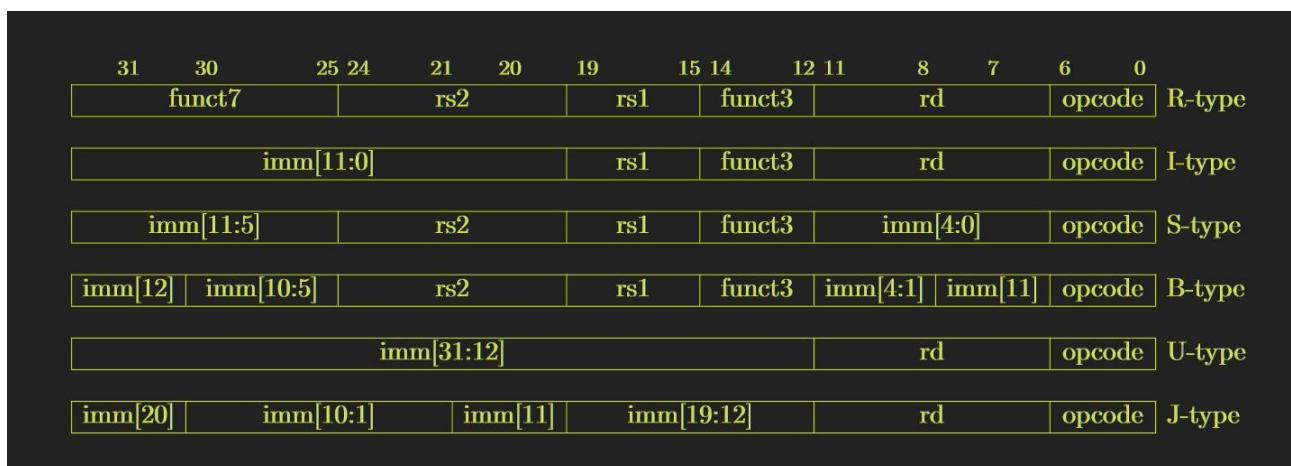 31 30 25 24 21 20 19 15 14 12 11 8 7 6 0
funct7 rs2 rs1 funct3 rd opcode R-type
imm[11:0] rs1 funct3 rd opcode I-type
imm[11:5] rs2 rs1 funct3 imm[4:0] opcode S-type
imm[12] imm[10:5] rs2 rs1 funct3 imm[4:1] imm[11] opcode B-type
imm[31:12] rd opcode U-type
imm[20] imm[10:1] imm[11] imm[19:12] rd opcode J-type